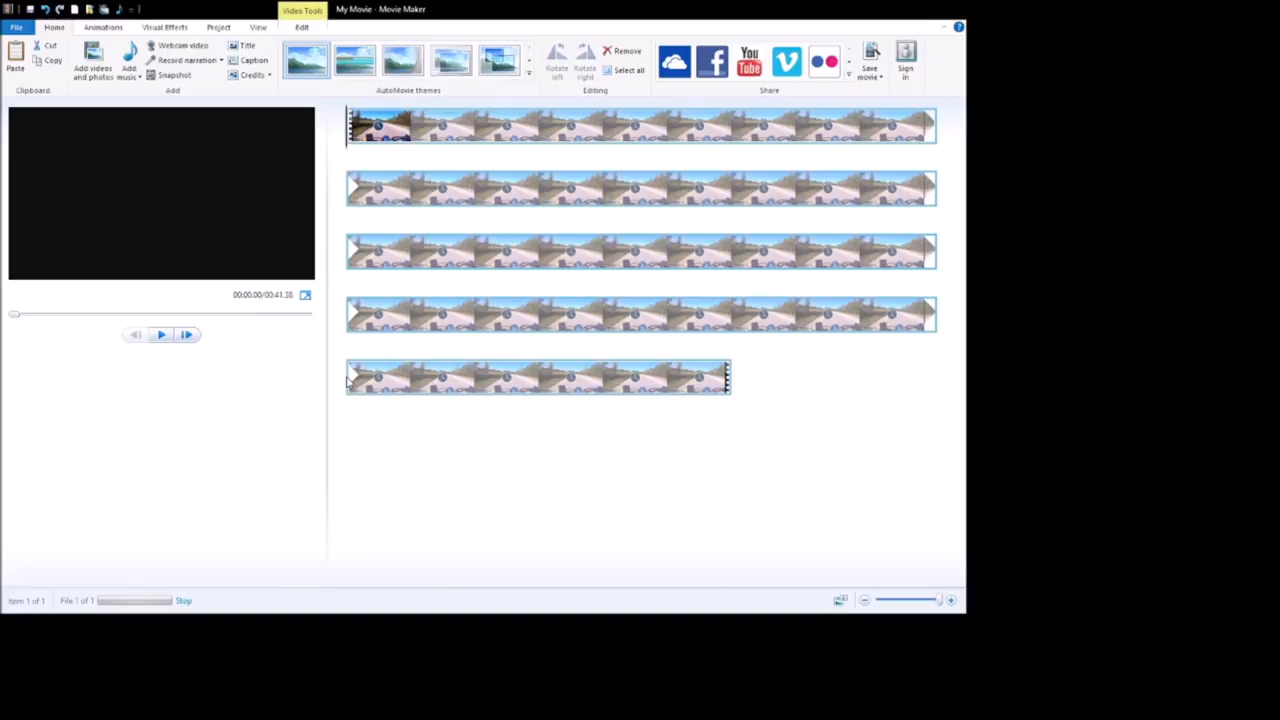 Video Tools
My Movie - Movie Maker
File
Home
Animations
Visual Effects
Project
View
Edit
Paste
Cut
Copy
Clipboard
Add videos
and photos
Add
music
Webcam video
Record narration
Snapshot
Title
Caption
Credits
Add
AutoMovie themes
Rotate
left
Rotate
right
Remove
Select all
Editing
You
Tube
Share
Save
movie
Sign
in
00:00.00/00:41.38
Item 1 of 1
File 1 of 1
Stop